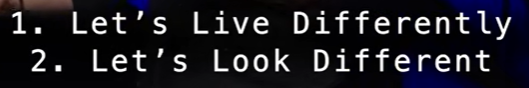 1. Let’s Live Differently
2. Let’s Look Different